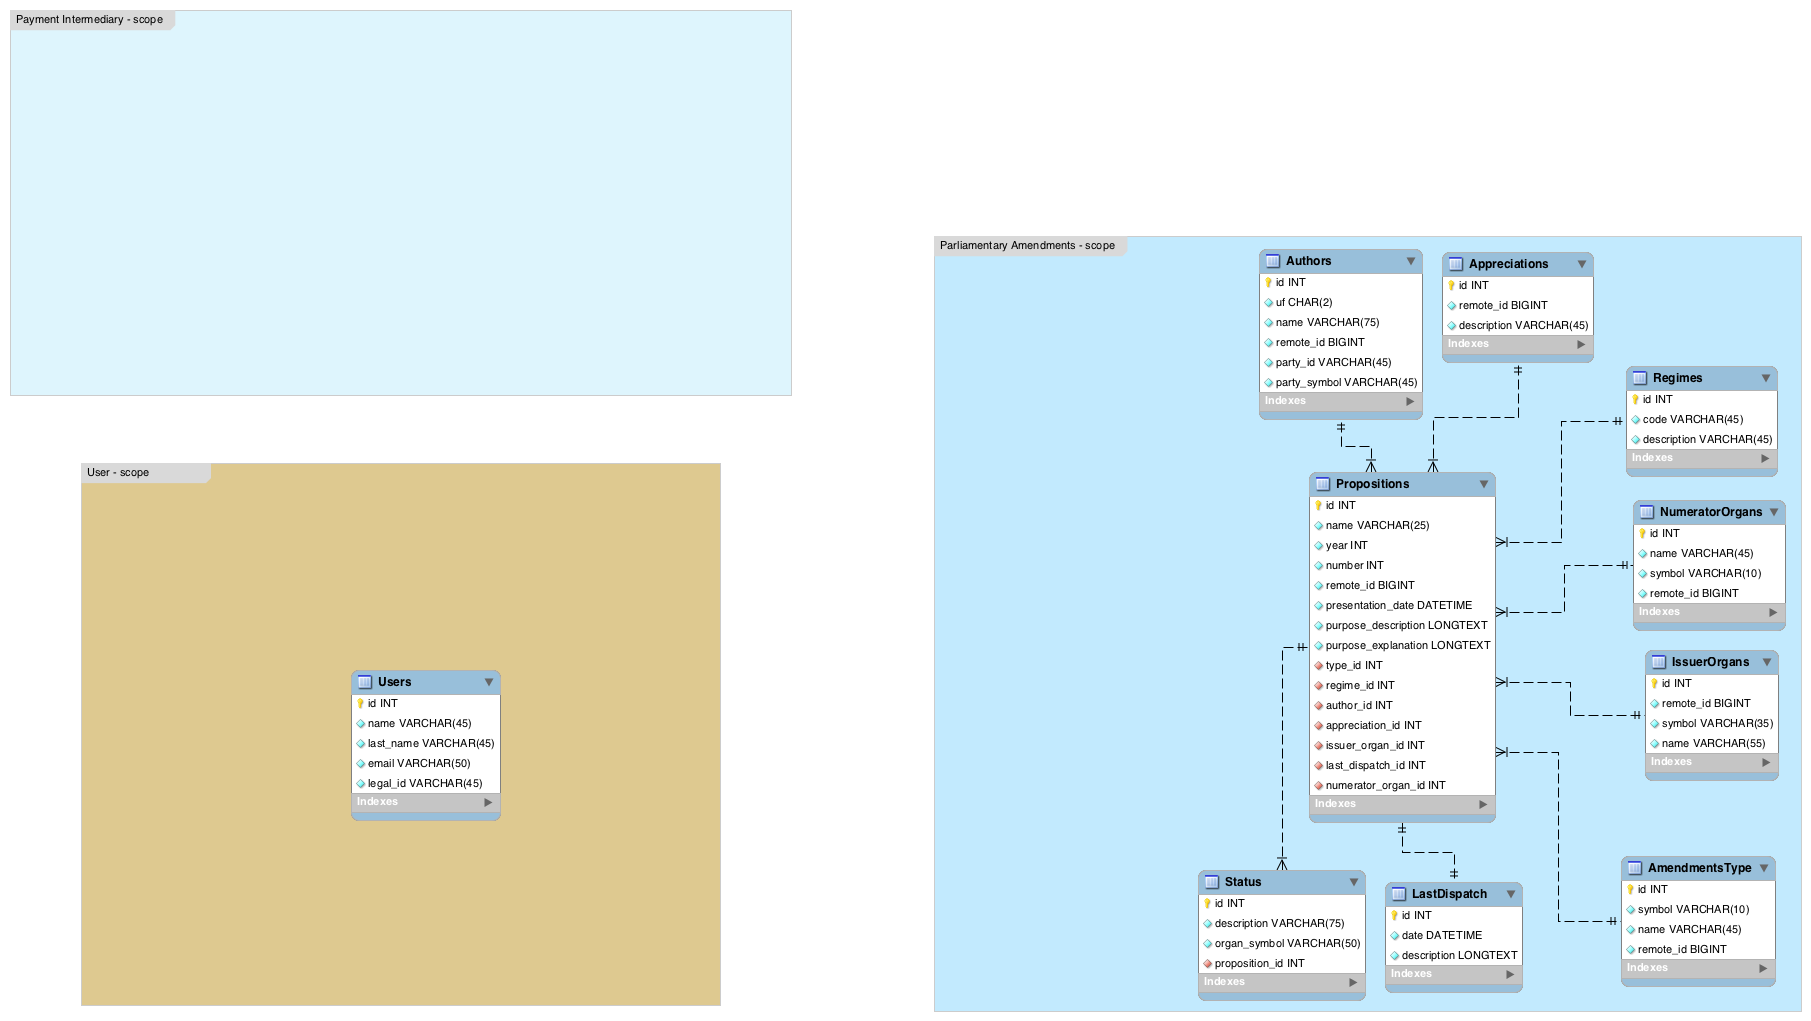 Payment Intermediary - scope
User - scope
Users
id INT
name VARCHAR(45)
last_name VARCHAR(45)
email VARCHAR(50)
legal_id VARCHAR(45)
Indexes
Parliamentary Amendments - scope
Authors
id INT
uf CHAR(2)
name VARCHAR(75)
remote_id BIGINT
party_id VARCHAR(45)
party_symbol VARCHAR(45)
Indexes
Appreciations
id INT
remote_id BIGINT
description VARCHAR(45)
Indexes
Regimes
id INT
code VARCHAR(45)
description VARCHAR(45)
Indexes
Propositions
id INT
name VARCHAR(25)
year INT
number INT
remote_id BIGINT
presentation_date DATETIME
purpose_description LONGTEXT
purpose_explanation LONGTEXT
type_id INT
regime_id INT
author_id INT
appreciation_id INT
issuer_organ_id INT
last_dispatch_id INT
numerator_organ_id INT
Indexes
NumeratorOrgans
id INT
name VARCHAR(45)
symbol VARCHAR(10)
remote_id BIGINT
Indexes
IssuerOrgans
id INT
remote_id BIGINT
symbol VARCHAR(35)
name VARCHAR(55)
Indexes
Status
id INT
description VARCHAR(75)
organ_symbol VARCHAR(50)
proposition_id INT
Indexes
LastDispatch
id INT
date DATETIME
description LONGTEXT
Indexes
AmendmentsType
id INT
symbol VARCHAR(10)
name VARCHAR(45)
remote_id BIGINT
Indexes